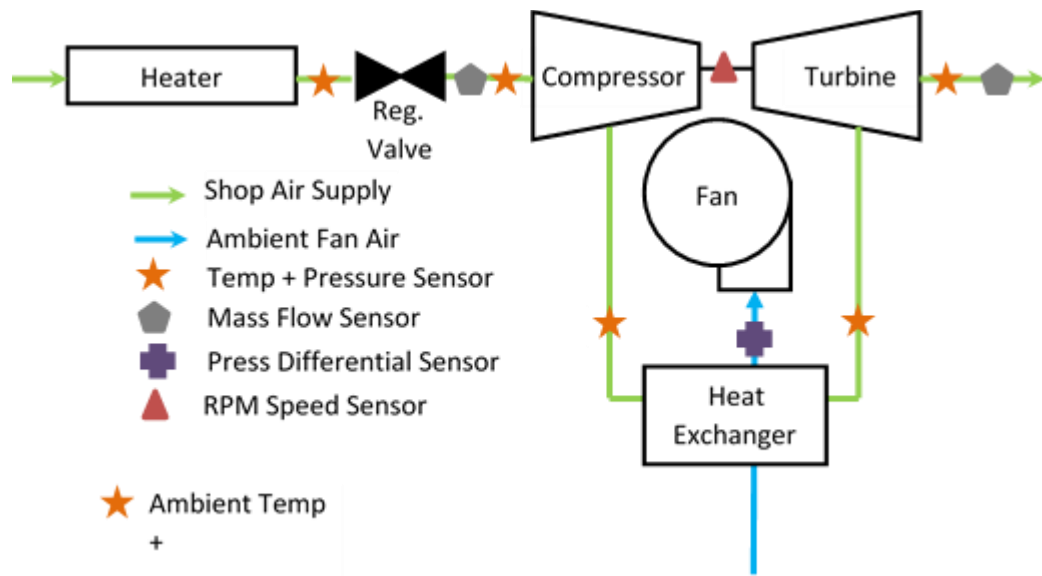 Heater
Reg.
Valve
Compressor
Turbine
Fan
Shop Air Supply
Ambient Fan Air
Temp + Pressure Sensor
Mass Flow Sensor
Press Differential Sensor
RPM Speed Sensor
Heat
Exchanger
Ambient Temp
+